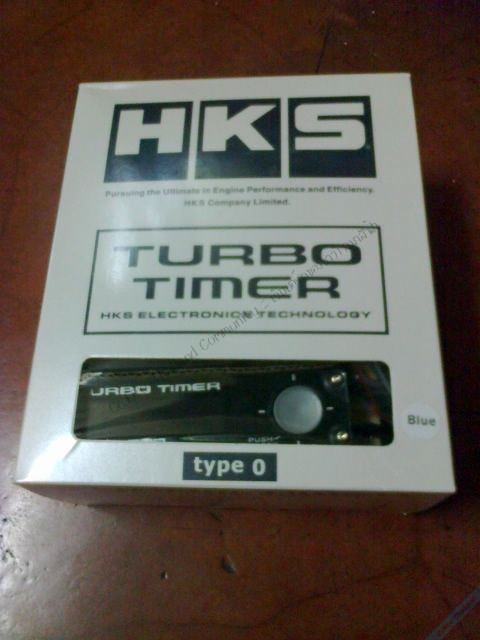 HKS
Pursuing the Ultimate in Engine Performance and Efficiency.
HKS Company Limited.
TURBO
TIMER
HKS ELECTRONICS TECHNOLOGY
URBO TIMER
PUSH
Blue
type 0